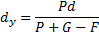 d_y = Pd / (P + G − F)